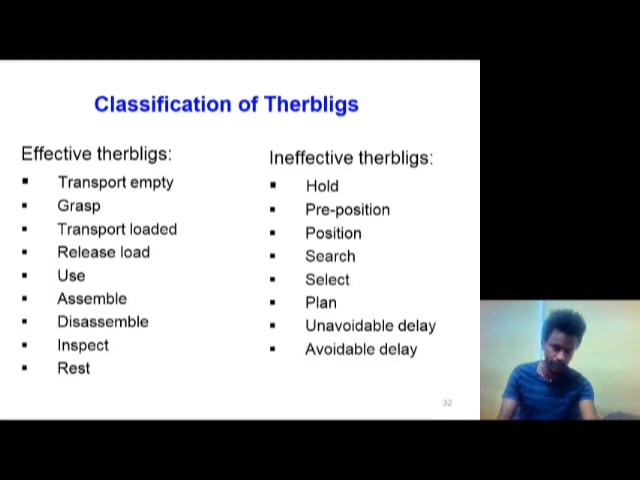 Classification of Therbligs
Effective therbligs:
▪ Transport empty
▪ Grasp
▪ Transport loaded
▪ Release load
▪ Use
▪ Assemble
▪ Disassemble
▪ Inspect
▪ Rest
Ineffective therbligs:
▪ Hold
▪ Pre-position
▪ Position
▪ Search
▪ Select
▪ Plan
▪ Unavoidable delay
▪ Avoidable delay
32